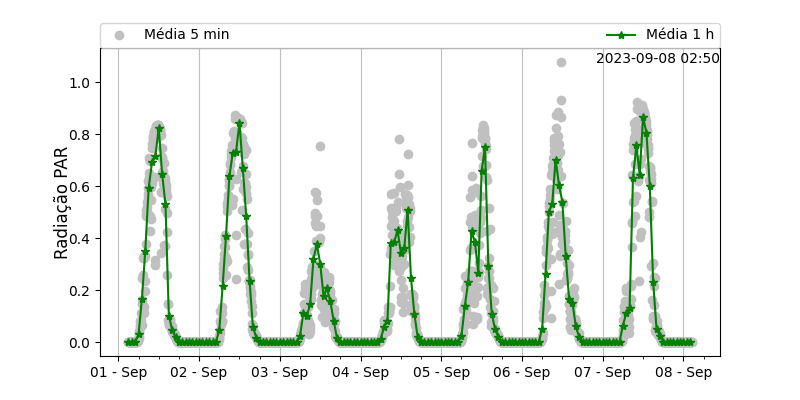 Média 5 min
Média 1 h
2023-09-08 02:50
Radiação PAR
1.0
0.8
0.6
0.4
0.2
0.0
01 - Sep
02 - Sep
03 - Sep
04 - Sep
05 - Sep
06 - Sep
07 - Sep
08 - Sep